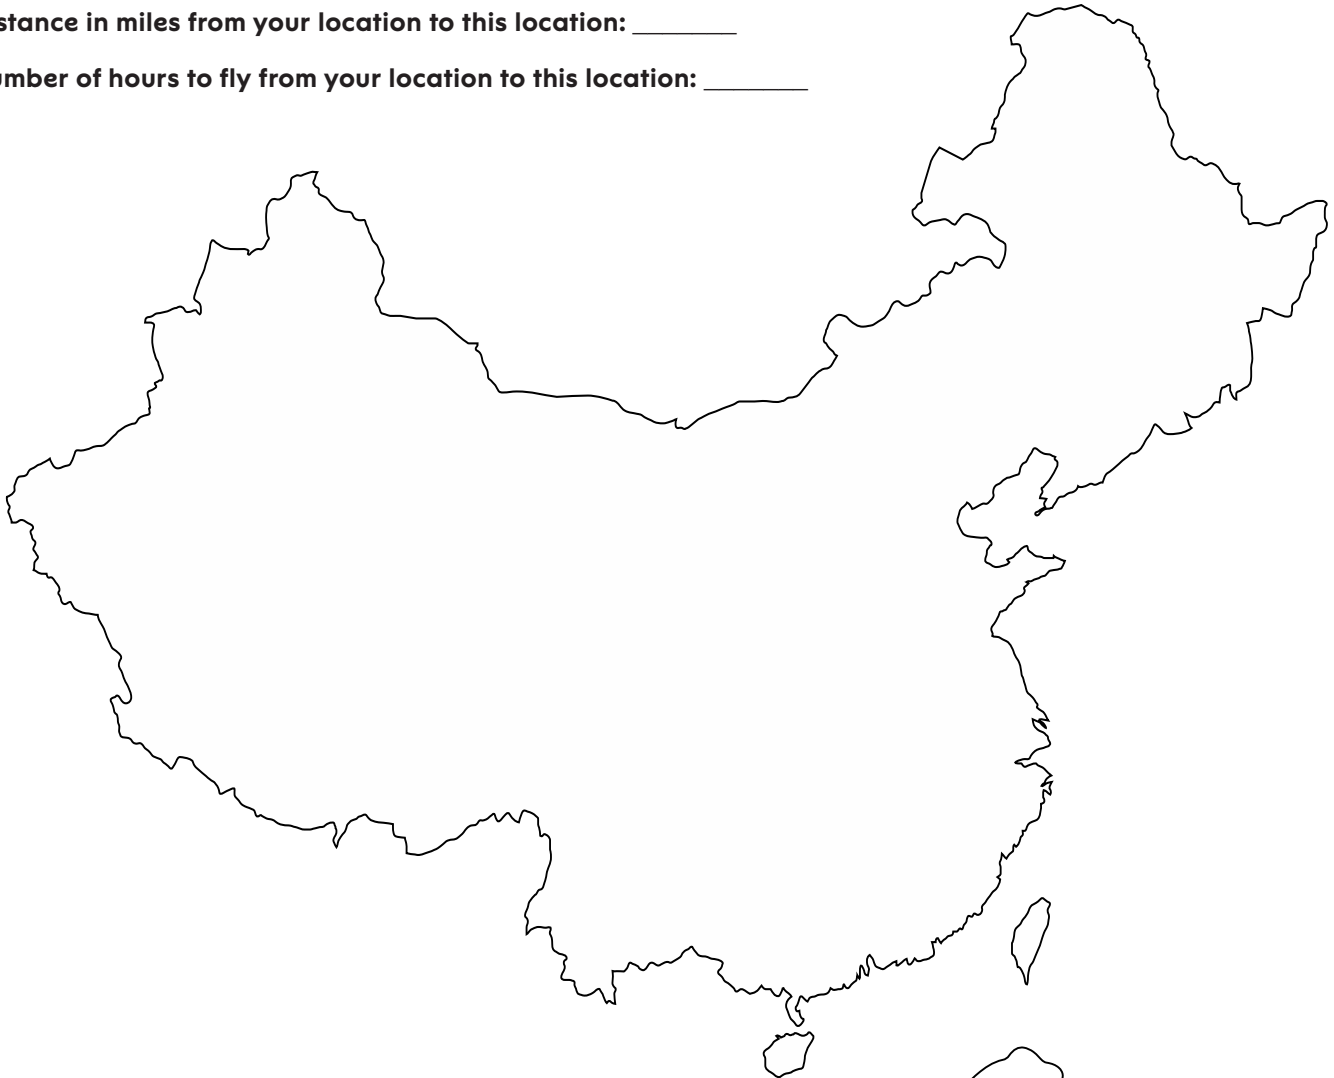 stance in miles from your location to this location: _______
umber of hours to fly from your location to this location: _______